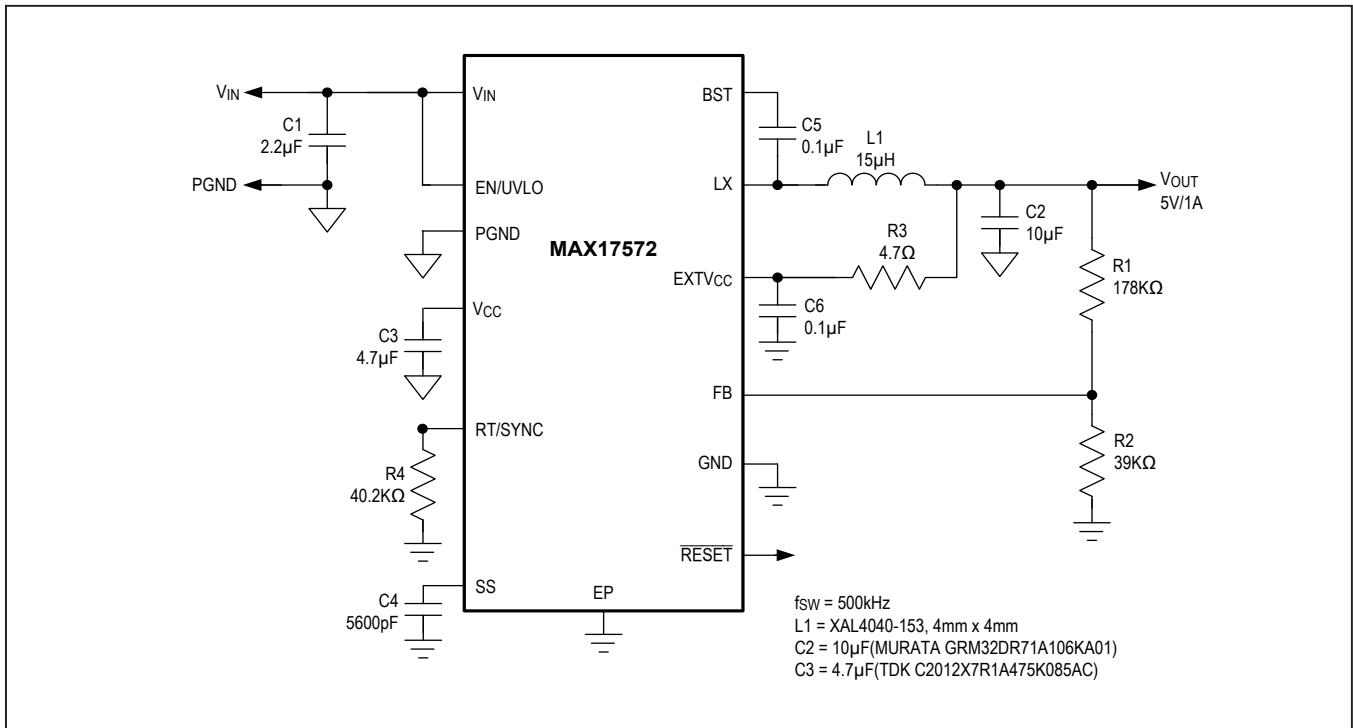 VIN
C1
2.2µF
PGND
VIN
EN/UVLO
PGND
VCC
C3
4.7µF
RT/SYNC
R4
40.2KΩ
SS
C4
5600pF
MAX17572
EP
BST
C5
0.1µF
L1
15µH
LX
VOUT
5V/1A
C2
10µF
R3
4.7Ω
EXTVCC
C6
0.1µF
R1
178KΩ
FB
R2
39KΩ
GND
RESET
fSW = 500kHz
L1 = XAL4040-153, 4mm x 4mm
C2 = 10µF(MURATA GRM32DR71A106KA01)
C3 = 4.7µF(TDK C2012X7R1A475K085AC)